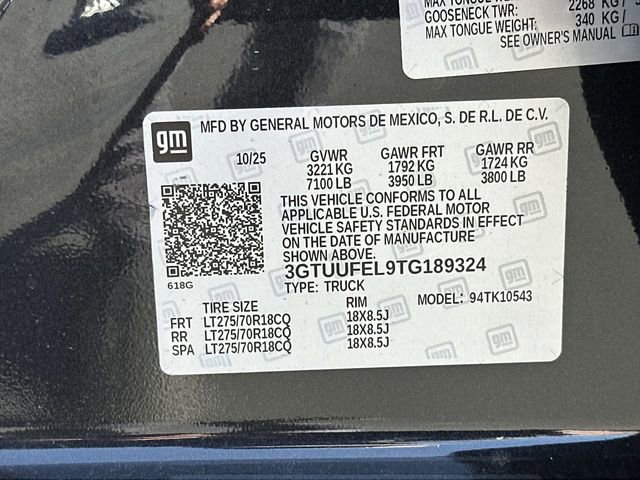 MAX TONGUE
2268 KG /
GOOSENECK TWR:
340 KG /
MAX TONGUE WEIGHT:
SEE OWNER'S MANUAL
gm
MFD BY GENERAL MOTORS DE MEXICO, S. DE R.L. DE C.V.
10/25 GVWR GAWR FRT GAWR RR
3221 KG 1792 KG 1724 KG
7100 LB 3950 LB 3800 LB
THIS VEHICLE CONFORMS TO ALL
APPLICABLE U.S. FEDERAL MOTOR
VEHICLE SAFETY STANDARDS IN EFFECT
ON THE DATE OF MANUFACTURE
SHOWN ABOVE.
618G
3GTUUFEL9TG189324
TYPE: TRUCK MODEL: 94TK10543
TIRE SIZE RIM
FRT LT275/70R18CQ 18X8.5J
RR LT275/70R18CQ 18X8.5J
SPA LT275/70R18CQ 18X8.5J